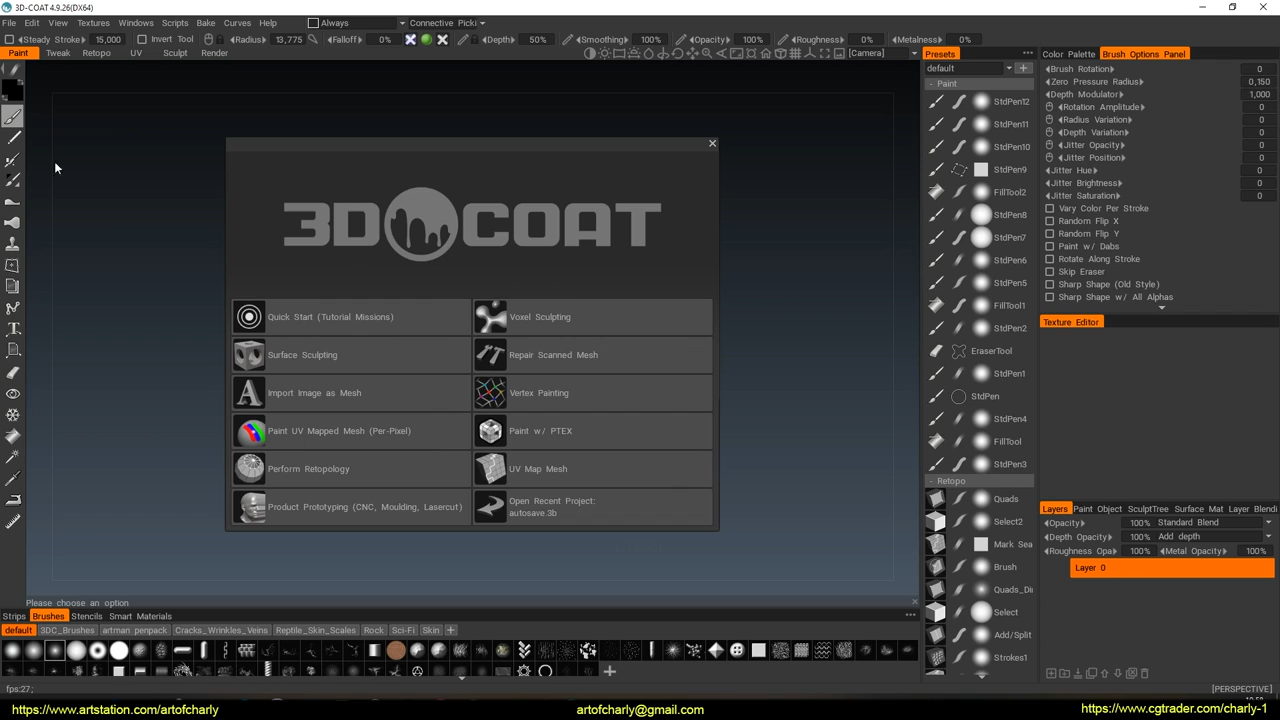 3D-COAT 4.9.26(DX64)
File Edit View Textures Windows Scripts Bake Curves Help Always Connective Picki
Steady Stroke 15,000 Invert Tool Radius 13,775 Falloff 0% Depth 50% Smoothing 100% Opacity 100% Roughness 0% Metalness 0%
Paint Tweak Retopo UV Sculpt Render [Camera]
Presets
default
Paint
StdPen12
StdPen11
StdPen10
StdPen9
FillTool2
StdPen8
StdPen7
StdPen6
StdPen5
FillTool1
StdPen2
EraserTool
StdPen1
StdPen
StdPen4
FillTool
StdPen3
Retopo
Quads
Select2
Mark Sea
Brush
Quads_Di
Select
Add/Split
Strokes1
Color Palette Brush Options Panel
Brush Rotation 0
Zero Pressure Radius 0,150
Depth Modulator 1,000
Rotation Amplitude 0
Radius Variation 0
Depth Variation 0
Jitter Opacity 0
Jitter Position 0
Jitter Hue 0
Jitter Brightness 0
Jitter Saturation 0
Vary Color Per Stroke
Random Flip X
Random Flip Y
Paint w/ Dabs
Rotate Along Stroke
Skip Eraser
Sharp Shape (Old Style)
Sharp Shape w/ All Alphas
Texture Editor
Layers Paint Object SculptTree Surface Mat Layer Blendi
Opacity 100% Standard Blend
Depth Opacity 100% Add depth
Roughness Opa 100% Metal Opacity 100%
Layer 0
3DCOAT
Quick Start (Tutorial Missions) Voxel Sculpting
Surface Sculpting Repair Scanned Mesh
Import Image as Mesh Vertex Painting
Paint UV Mapped Mesh (Per-Pixel) Paint w/ PTEX
Perform Retopology UV Map Mesh
Product Prototyping (CNC, Moulding, Lasercut) Open Recent Project:
autosave.3b
Please choose an option
Strips Brushes Stencils Smart Materials
default 3DC_Brushes artman penpack Cracks_Wrinkles_Veins Reptile_Skin_Scales Rock Sci-Fi Skin
fps:27; [PERSPECTIVE]
https://www.artstation.com/artofcharly artofcharly@gmail.com https://www.cgtrader.com/charly-1